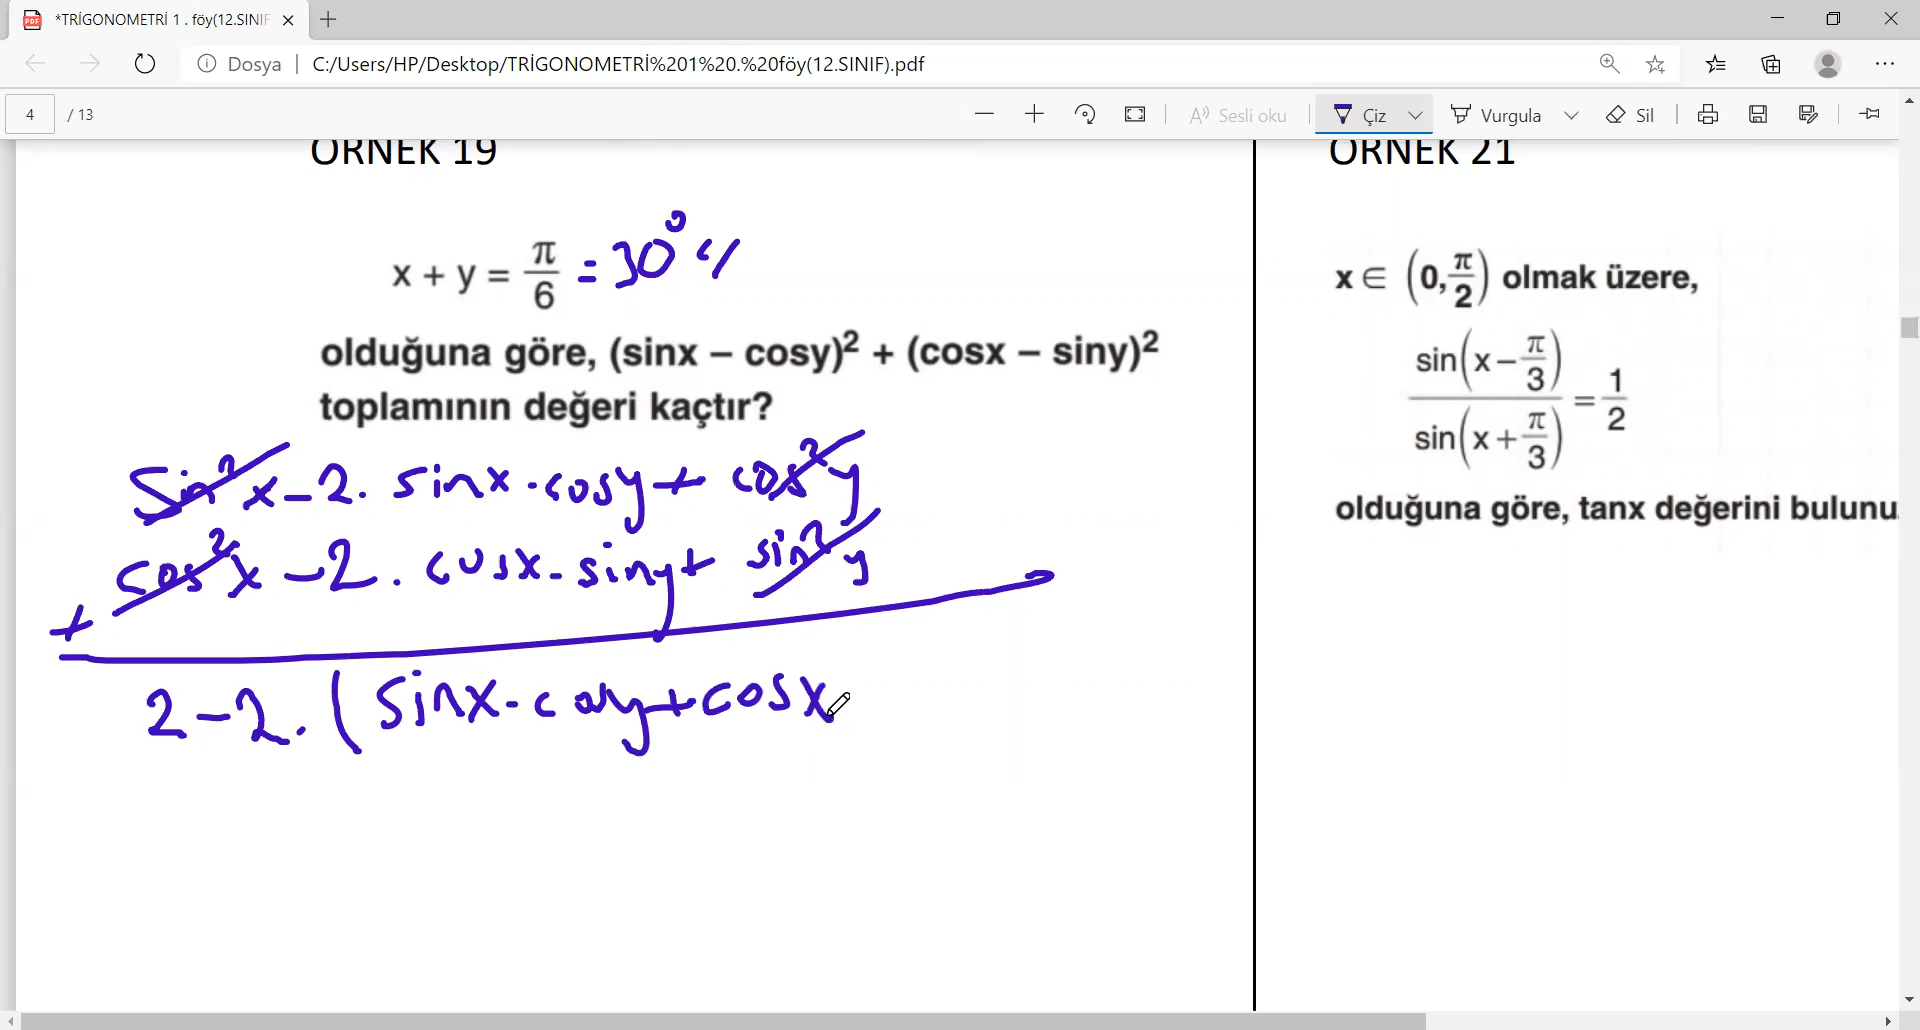 *TRİGONOMETRİ 1 . föy(12.SINIF
Dosya | C:/Users/HP/Desktop/TRİGONOMETRİ%201%20.%20föy(12.SINIF).pdf
4 / 13
Sesli oku
Çiz
Vurgula
Sil
ÖRNEK 19
x + y = π/6 = 30°
olduğuna göre, (sinx – cosy)² + (cosx – siny)²
toplamının değeri kaçtır?
sin²x - 2. sinx.cosy + cos²y
cos²x - 2. cosx.siny + sin²y
+
2 - 2. ( sinx.cosy + cosx
ÖRNEK 21
x ∈ (0, π/2) olmak üzere,
sin(x – π/3) / sin(x + π/3) = 1/2
olduğuna göre, tanx değerini bulunu